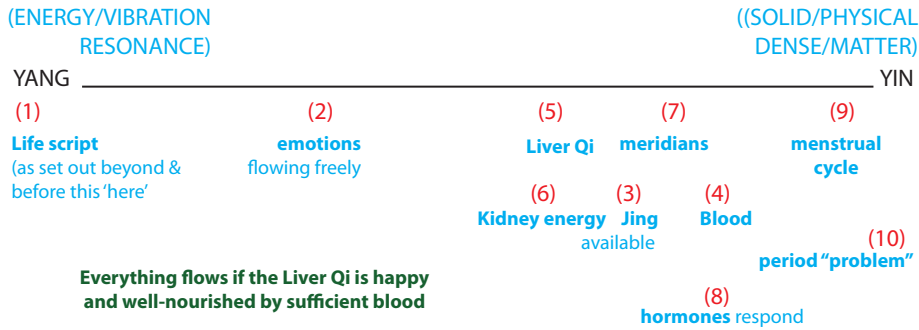 (ENERGY/VIBRATION
RESONANCE)
((SOLID/PHYSICAL
DENSE/MATTER)
YANG
YIN
(1)
(2)
(5)
(7)
(9)
Life script
(as set out beyond &
before this ‘here’
emotions
flowing freely
Liver Qi
meridians
menstrual
cycle
(6)
(3)
(4)
Kidney energy
Jing
available
Blood
(10)
period “problem”
Everything flows if the Liver Qi is happy
and well-nourished by sufficient blood
(8)
hormones respond